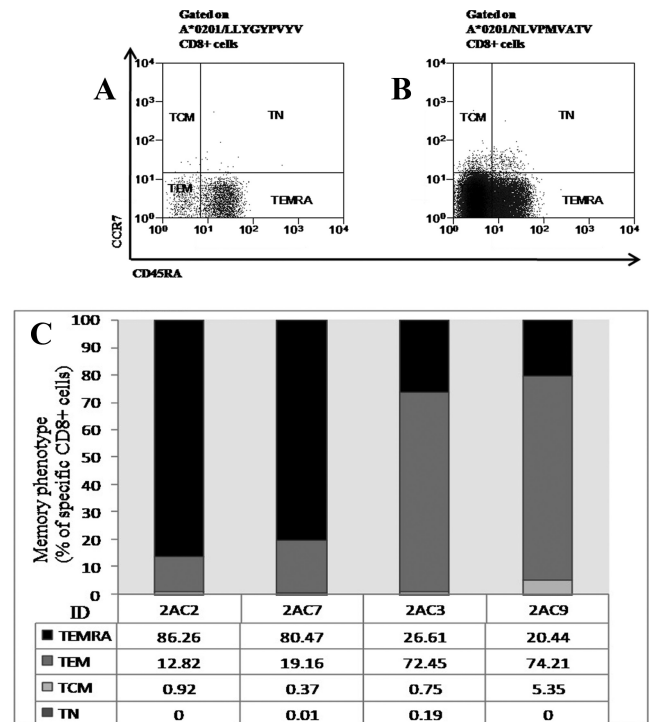 Gated on
A*0201/LLYGYPVYV
CD8+ cells
Gated on
A*0201/NLVPMVATV
CD8+ cells
A
10⁴
10³
10²
10¹
10⁰
TCM
TN
TEM
TEMRA
10⁰ 10¹ 10² 10³ 10⁴
B
10⁴
10³
10²
10¹
10⁰
TCM
TN
TEMRA
10⁰ 10¹ 10² 10³ 10⁴
CCR7
CD45RA
C
Memory phenotype
(% of specific CD8+ cells)
100
90
80
70
60
50
40
30
20
10
0
ID 2AC2 2AC7 2AC3 2AC9
TEMRA 86.26 80.47 26.61 20.44
TEM 12.82 19.16 72.45 74.21
TCM 0.92 0.37 0.75 5.35
TN 0 0.01 0.19 0